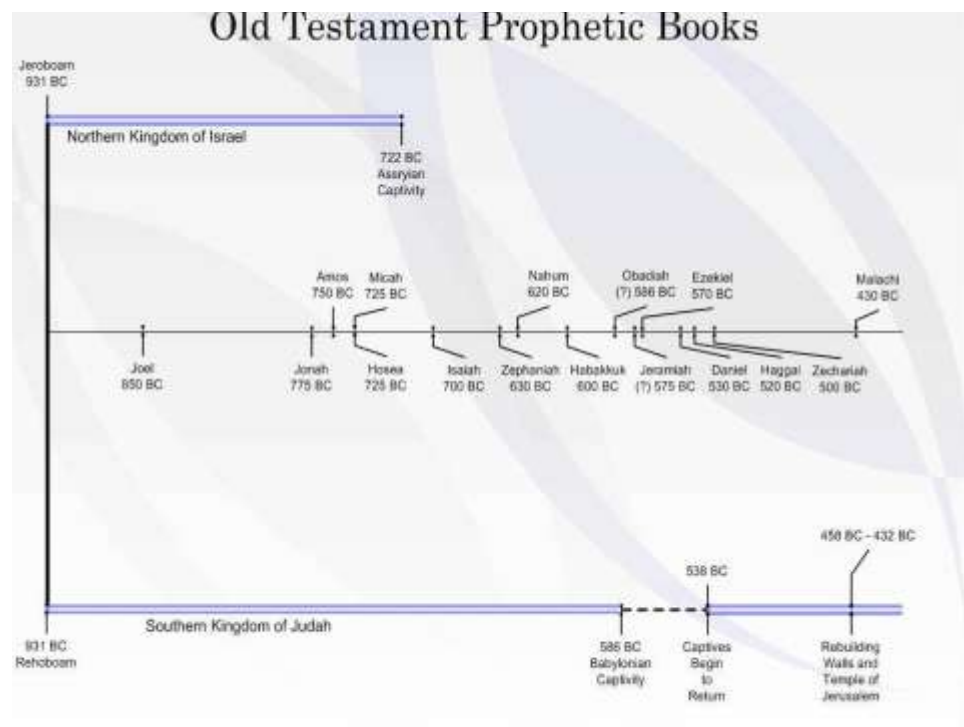 Old Testament Prophetic Books
Jeroboam
931 BC
Northern Kingdom of Israel
722 BC
Assryian
Captivity
Amos
750 BC
Micah
725 BC
Nahum
620 BC
Obadiah
(?) 586 BC
Ezekiel
570 BC
Malachi
430 BC
Joel
850 BC
Jonah
775 BC
Hosea
725 BC
Isaiah
700 BC
Zephaniah
630 BC
Habakkuk
600 BC
Jeramiah
(?) 575 BC
Daniel
530 BC
Haggai
520 BC
Zechariah
500 BC
458 BC - 432 BC
538 BC
Southern Kingdom of Judah
931 BC
Rehoboam
586 BC
Babylonian
Captivity
Captives
Begin
to
Return
Rebuilding
Walls and
Temple of
Jerusalem